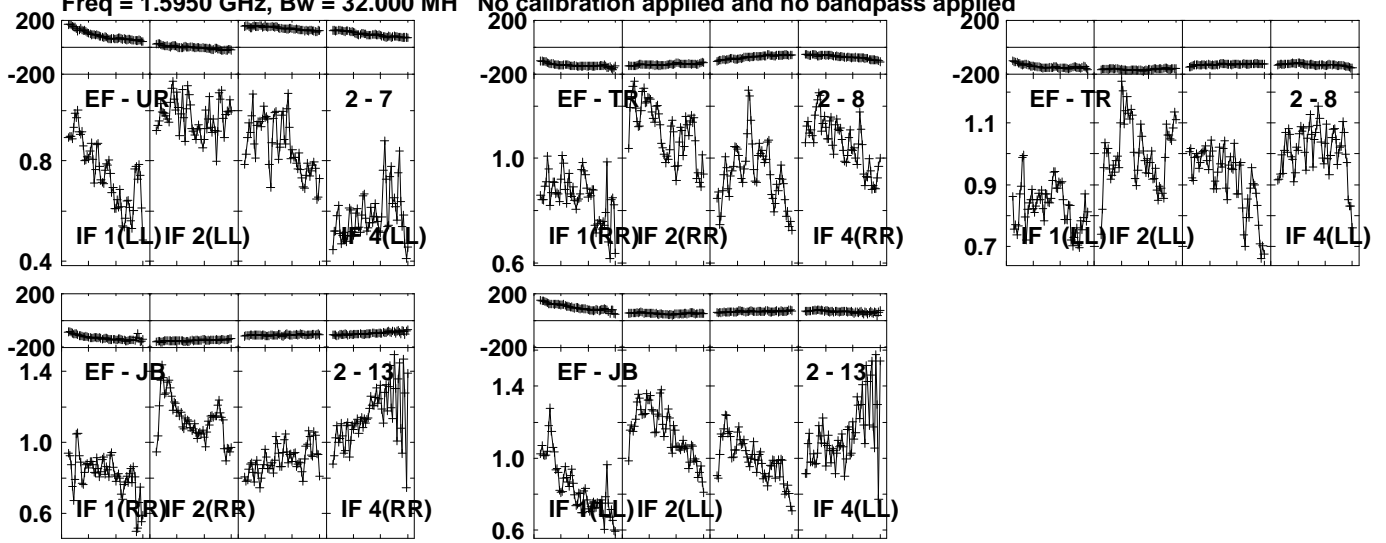 Freq = 1.5950 GHz, Bw = 32.000 MH No calibration applied and no bandpass applied
200
-200
EF - UR 2 - 7
0.8
0.4
IF 1(LL) IF 2(LL) IF 4(LL)
EF - TR 2 - 8
1.0
0.6
IF 1(RR) IF 2(RR) IF 4(RR)
200
-200
EF - TR 2 - 8
1.1
0.9
0.7
IF 1(LL) IF 2(LL) IF 4(LL)
200
-200
EF - JB 2 - 13
1.4
1.0
0.6
IF 1(RR) IF 2(RR) IF 4(RR)
200
-200
EF - JB 2 - 13
1.4
1.0
0.6
IF 1(LL) IF 2(LL) IF 4(LL)
200
-200